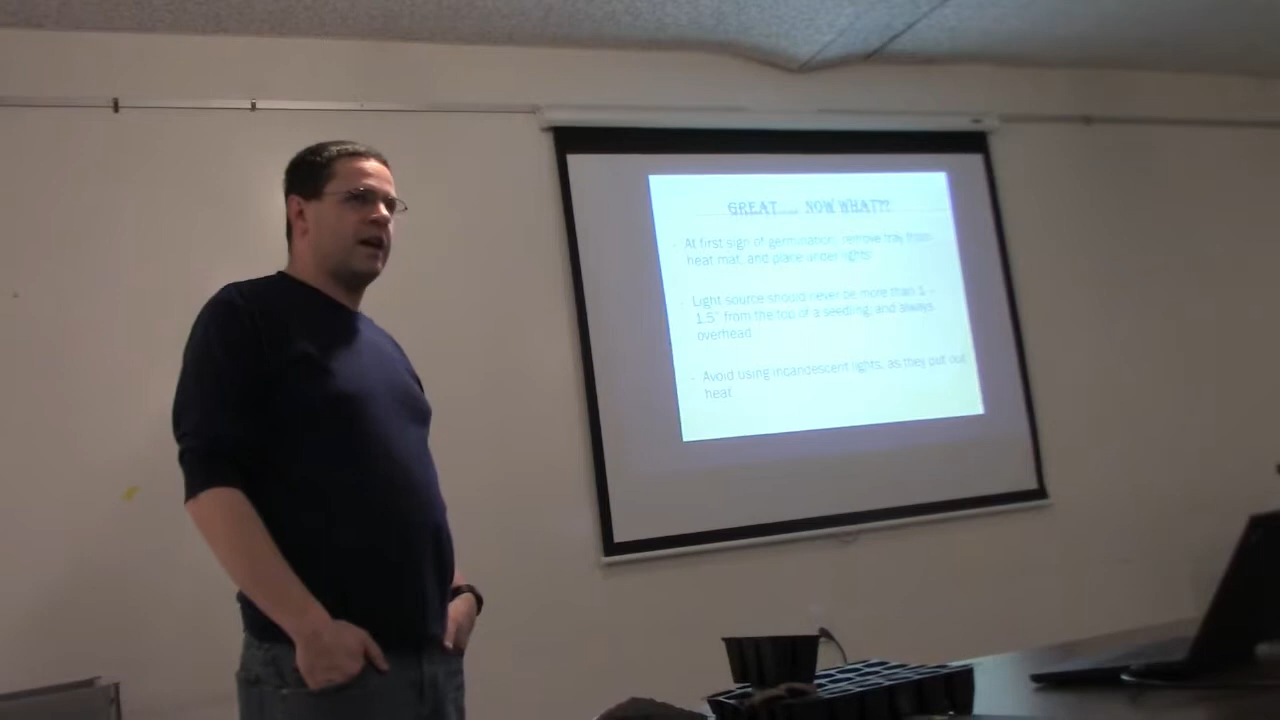 GREAT..... NOW WHAT??
- At first sign of germination, remove tray from
heat mat, and place under lights
- Light source should never be more than 1 -
1.5" from the top of a seedling, and always
overhead
- Avoid using incandescent lights, as they put out
heat